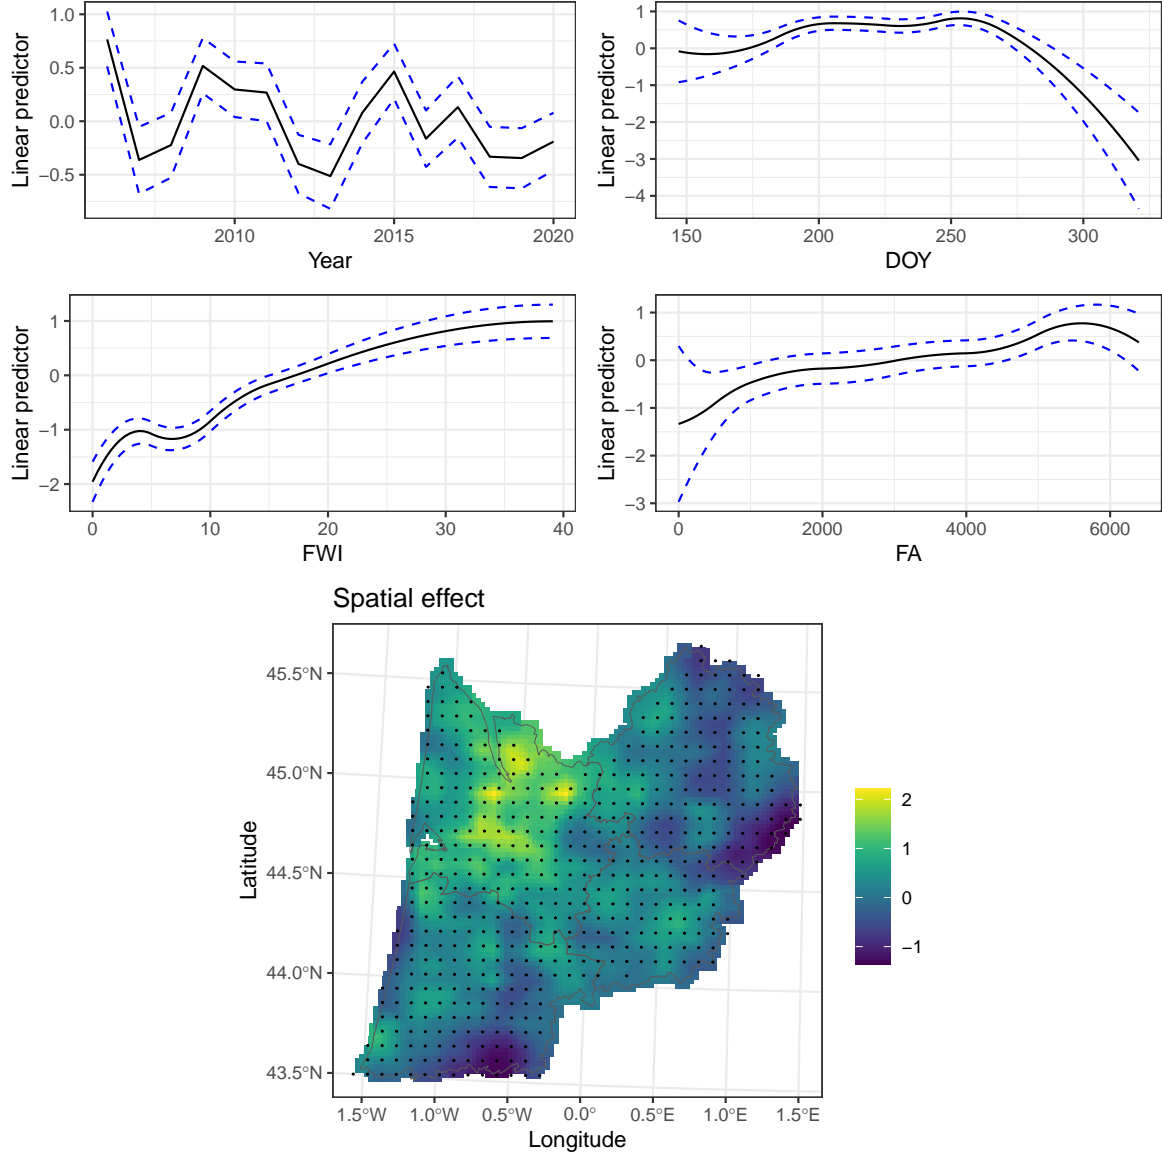 Linear predictor
1.0
0.5
0.0
−0.5
2010
2015
2020
Year
Linear predictor
1
0
−1
−2
−3
−4
150
200
250
300
DOY
Linear predictor
1
0
−1
−2
0
10
20
30
40
FWI
Linear predictor
1
0
−1
−2
−3
0
2000
4000
6000
FA
Spatial effect
Latitude
45.5°N
45.0°N
44.5°N
44.0°N
43.5°N
1.5°W
1.0°W
0.5°W
0.0°
0.5°E
1.0°E
1.5°E
Longitude
2
1
0
−1